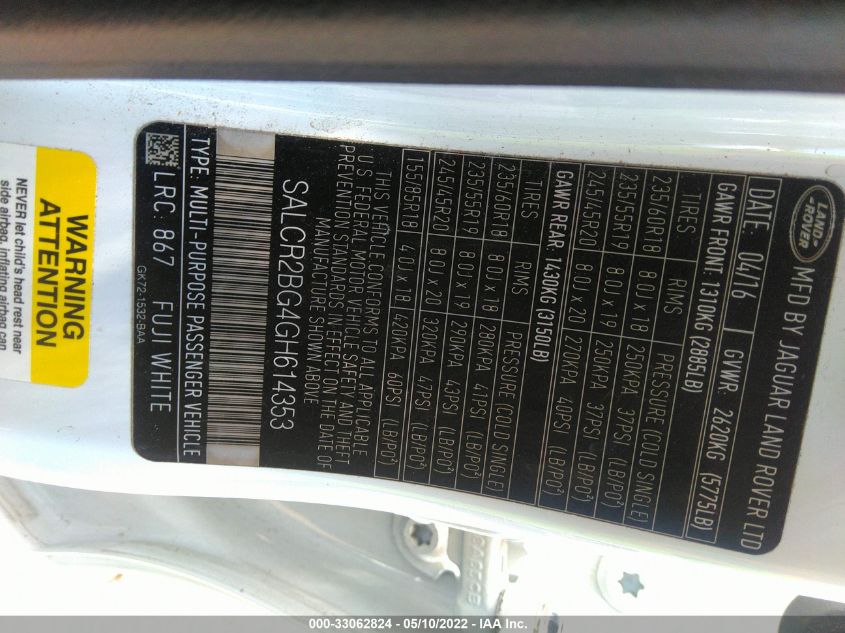 LAND
ROVER
MFD BY JAGUAR LAND ROVER LTD
DATE: 04/16 GVWR: 2620KG (5775LB)
GAWR FRONT: 1310KG (2885LB)
TIRES RIMS PRESSURE (COLD SINGLE)
235/60R18 8.0J x 18 250KPA 37PSI (LB/PO²)
235/55R19 8.0J x 19 250KPA 37PSI (LB/PO²)
245/45R20 8.0J x 20 270KPA 40PSI (LB/PO²)
GAWR REAR: 1430KG (3150LB)
TIRES RIMS PRESSURE (COLD SINGLE)
235/60R18 8.0J x 18 280KPA 41PSI (LB/PO²)
235/55R19 8.0J x 19 290KPA 43PSI (LB/PO²)
245/45R20 8.0J x 20 320KPA 47PSI (LB/PO²)
155/85R18 4.0J x 18 420KPA 60PSI (LB/PO²)
THIS VEHICLE CONFORMS TO ALL APPLICABLE
U.S. FEDERAL MOTOR VEHICLE SAFETY AND THEFT
PREVENTION STANDARDS IN EFFECT ON THE DATE OF
MANUFACTURE SHOWN ABOVE
SALCR2BG4GH614353
TYPE: MULTI-PURPOSE PASSENGER VEHICLE
LRC: 867 FUJI WHITE
GK72-1532-BAA
WARNING
ATTENTION
NEVER let child's head rest near
side airbag. Inflating airbag can
000-33062824 / 05/10/2022 - IAA Inc.